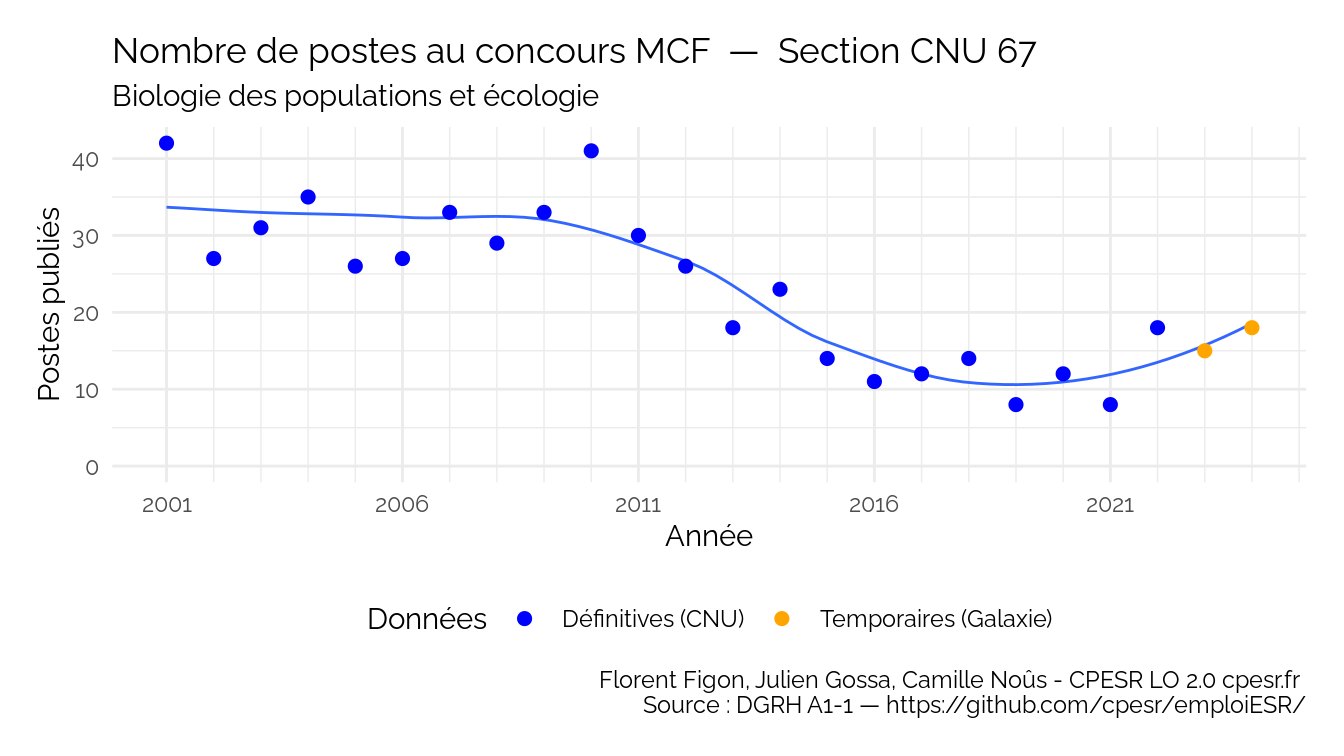 Nombre de postes au concours MCF — Section CNU 67
Biologie des populations et écologie
Postes publiés
40
30
20
10
0
2001 2006 2011 2016 2021
Année
Données Définitives (CNU) Temporaires (Galaxie)
Florent Figon, Julien Gossa, Camille Noûs - CPESR LO 2.0 cpesr.fr
Source : DGRH A1-1 — https://github.com/cpesr/emploiESR/